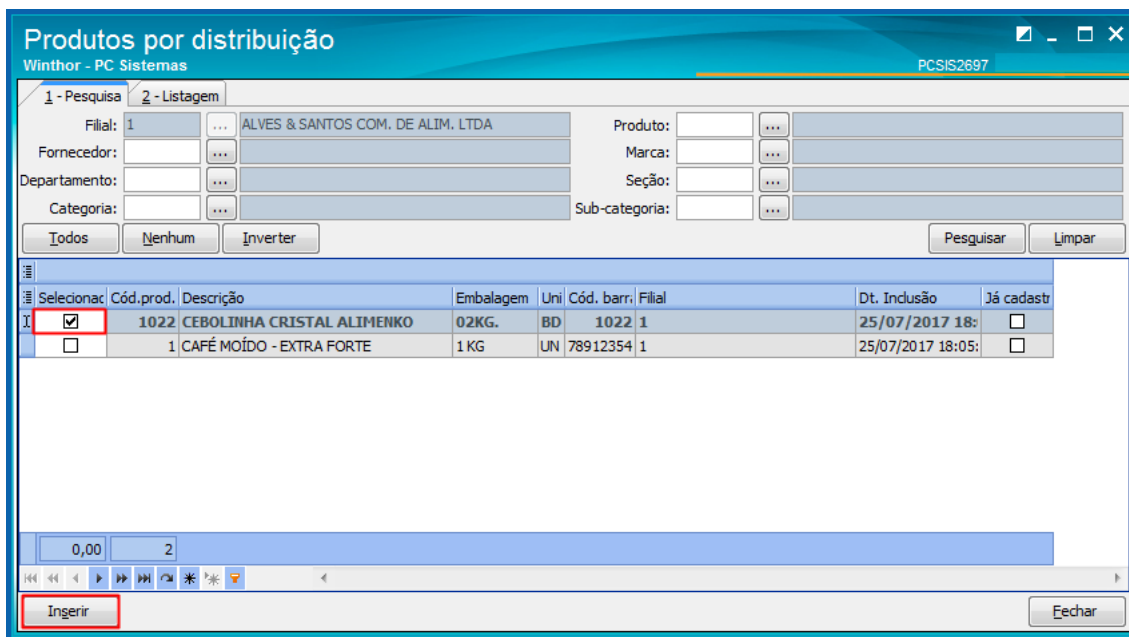 Produtos por distribuição
Winthor - PC Sistemas PCSIS2697
1 - Pesquisa 2 - Listagem
Filial: 1 ... ALVES & SANTOS COM. DE ALIM. LTDA Produto: ...
Fornecedor: ... Marca: ...
Departamento: ... Seção: ...
Categoria: ... Sub-categoria: ...
Todos Nenhum Inverter Pesquisar Limpar
Selecionac Cód.prod. Descrição Embalagem Uni Cód. barr. Filial Dt. Inclusão Já cadastr
1022 CEBOLINHA CRISTAL ALIMENKO 02KG. BD 1022 1 25/07/2017 18:
1 CAFÉ MOÍDO - EXTRA FORTE 1 KG UN 78912354 1 25/07/2017 18:05:
0,00 2
Inserir Fechar